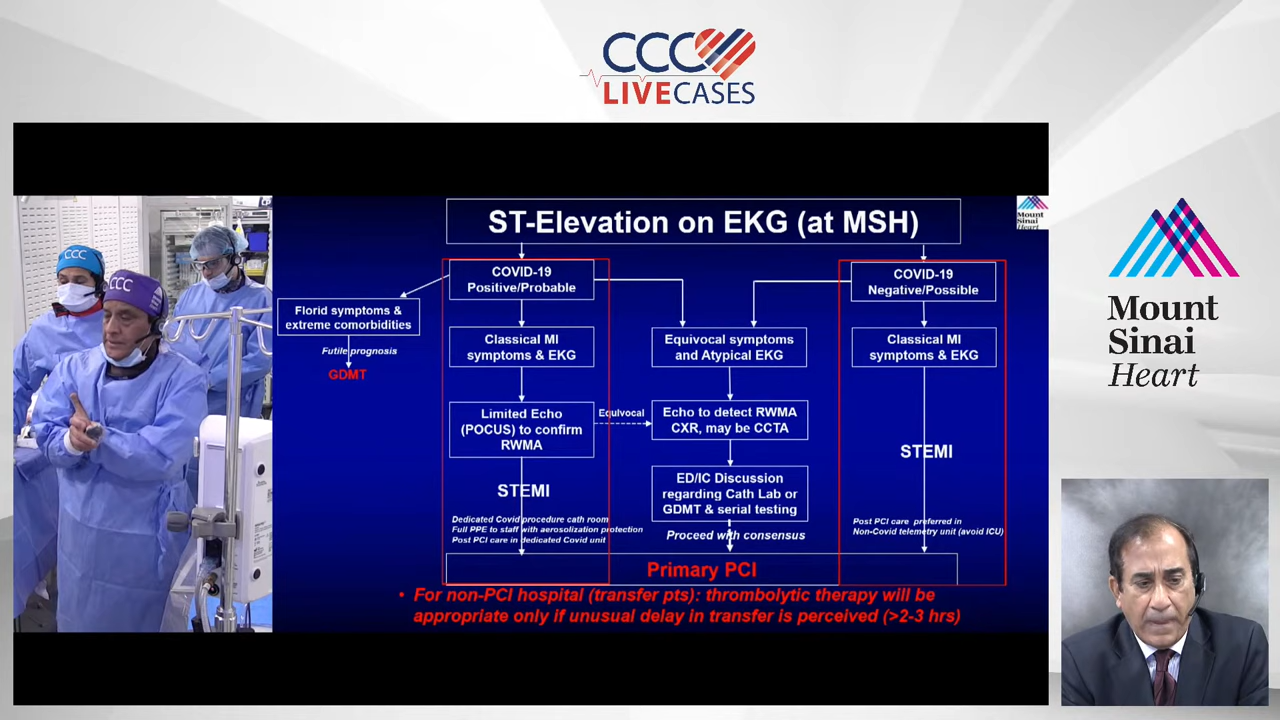 CCC
LIVECASES
ST-Elevation on EKG (at MSH)
Mount
Sinai
Heart
COVID-19
Positive/Probable
COVID-19
Negative/Possible
Florid symptoms &
extreme comorbidities
Futile prognosis
GDMT
Classical MI
symptoms & EKG
Equivocal symptoms
and Atypical EKG
Classical MI
symptoms & EKG
Limited Echo
(POCUS) to confirm
RWMA
Equivocal
Echo to detect RWMA
CXR, may be CCTA
STEMI
ED/IC Discussion
regarding Cath Lab or
GDMT & serial testing
STEMI
Dedicated Covid procedure cath room
Full PPE to staff with aerosolization protection
Post PCI care in dedicated Covid unit
Proceed with consensus
Post PCI care preferred in
Non-Covid telemetry unit (avoid ICU)
Primary PCI
• For non-PCI hospital (transfer pts): thrombolytic therapy will be
appropriate only if unusual delay in transfer is perceived (>2-3 hrs)
CCC
CCC
Mount
Sinai
Heart